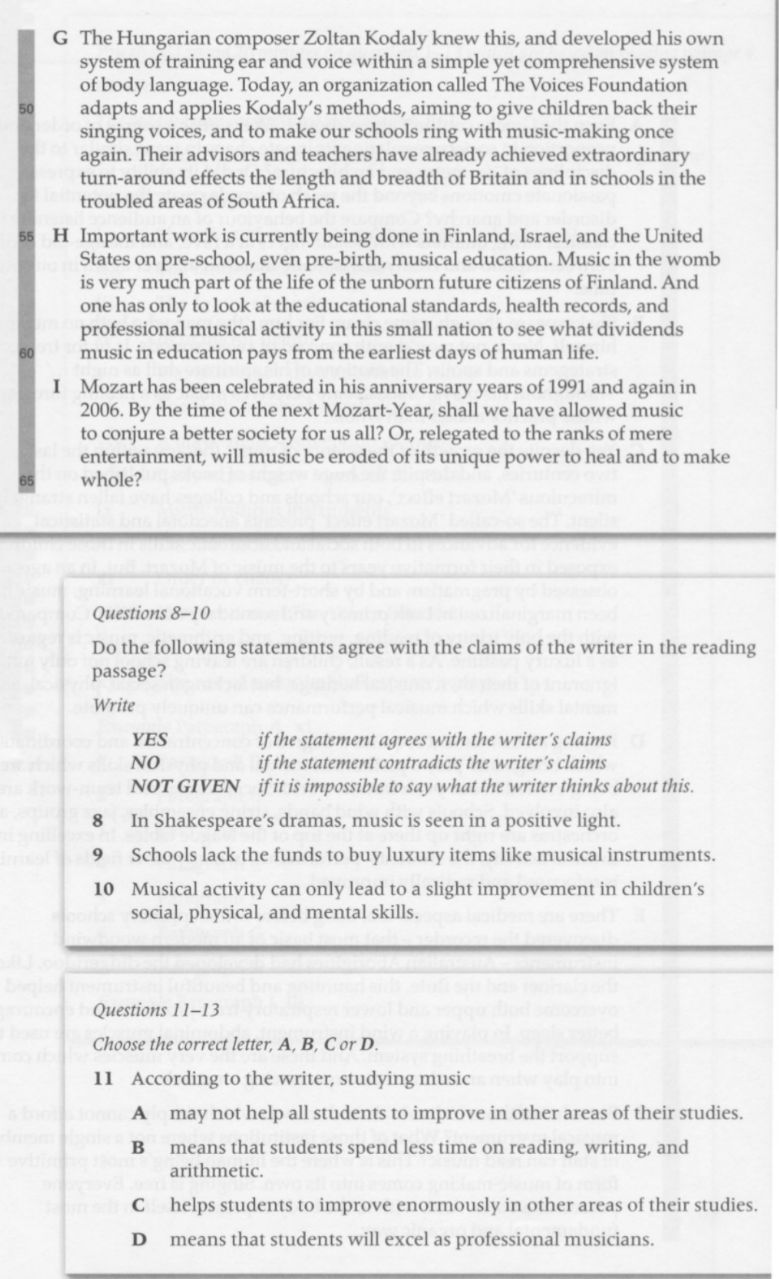 G The Hungarian composer Zoltan Kodaly knew this, and developed his own
system of training ear and voice within a simple yet comprehensive system
of body language. Today, an organization called The Voices Foundation
50 adapts and applies Kodaly's methods, aiming to give children back their
singing voices, and to make our schools ring with music-making once
again. Their advisors and teachers have already achieved extraordinary
turn-around effects the length and breadth of Britain and in schools in the
troubled areas of South Africa.
55 H Important work is currently being done in Finland, Israel, and the United
States on pre-school, even pre-birth, musical education. Music in the womb
is very much part of the life of the unborn future citizens of Finland. And
one has only to look at the educational standards, health records, and
professional musical activity in this small nation to see what dividends
60 music in education pays from the earliest days of human life.
I Mozart has been celebrated in his anniversary years of 1991 and again in
2006. By the time of the next Mozart-Year, shall we have allowed music
to conjure a better society for us all? Or, relegated to the ranks of mere
entertainment, will music be eroded of its unique power to heal and to make
65 whole?
Questions 8–10
Do the following statements agree with the claims of the writer in the reading
passage?
Write
YES if the statement agrees with the writer's claims
NO if the statement contradicts the writer's claims
NOT GIVEN if it is impossible to say what the writer thinks about this.
8 In Shakespeare's dramas, music is seen in a positive light.
9 Schools lack the funds to buy luxury items like musical instruments.
10 Musical activity can only lead to a slight improvement in children's
social, physical, and mental skills.
Questions 11–13
Choose the correct letter, A, B, C or D.
11 According to the writer, studying music
A may not help all students to improve in other areas of their studies.
B means that students spend less time on reading, writing, and
arithmetic.
C helps students to improve enormously in other areas of their studies.
D means that students will excel as professional musicians.